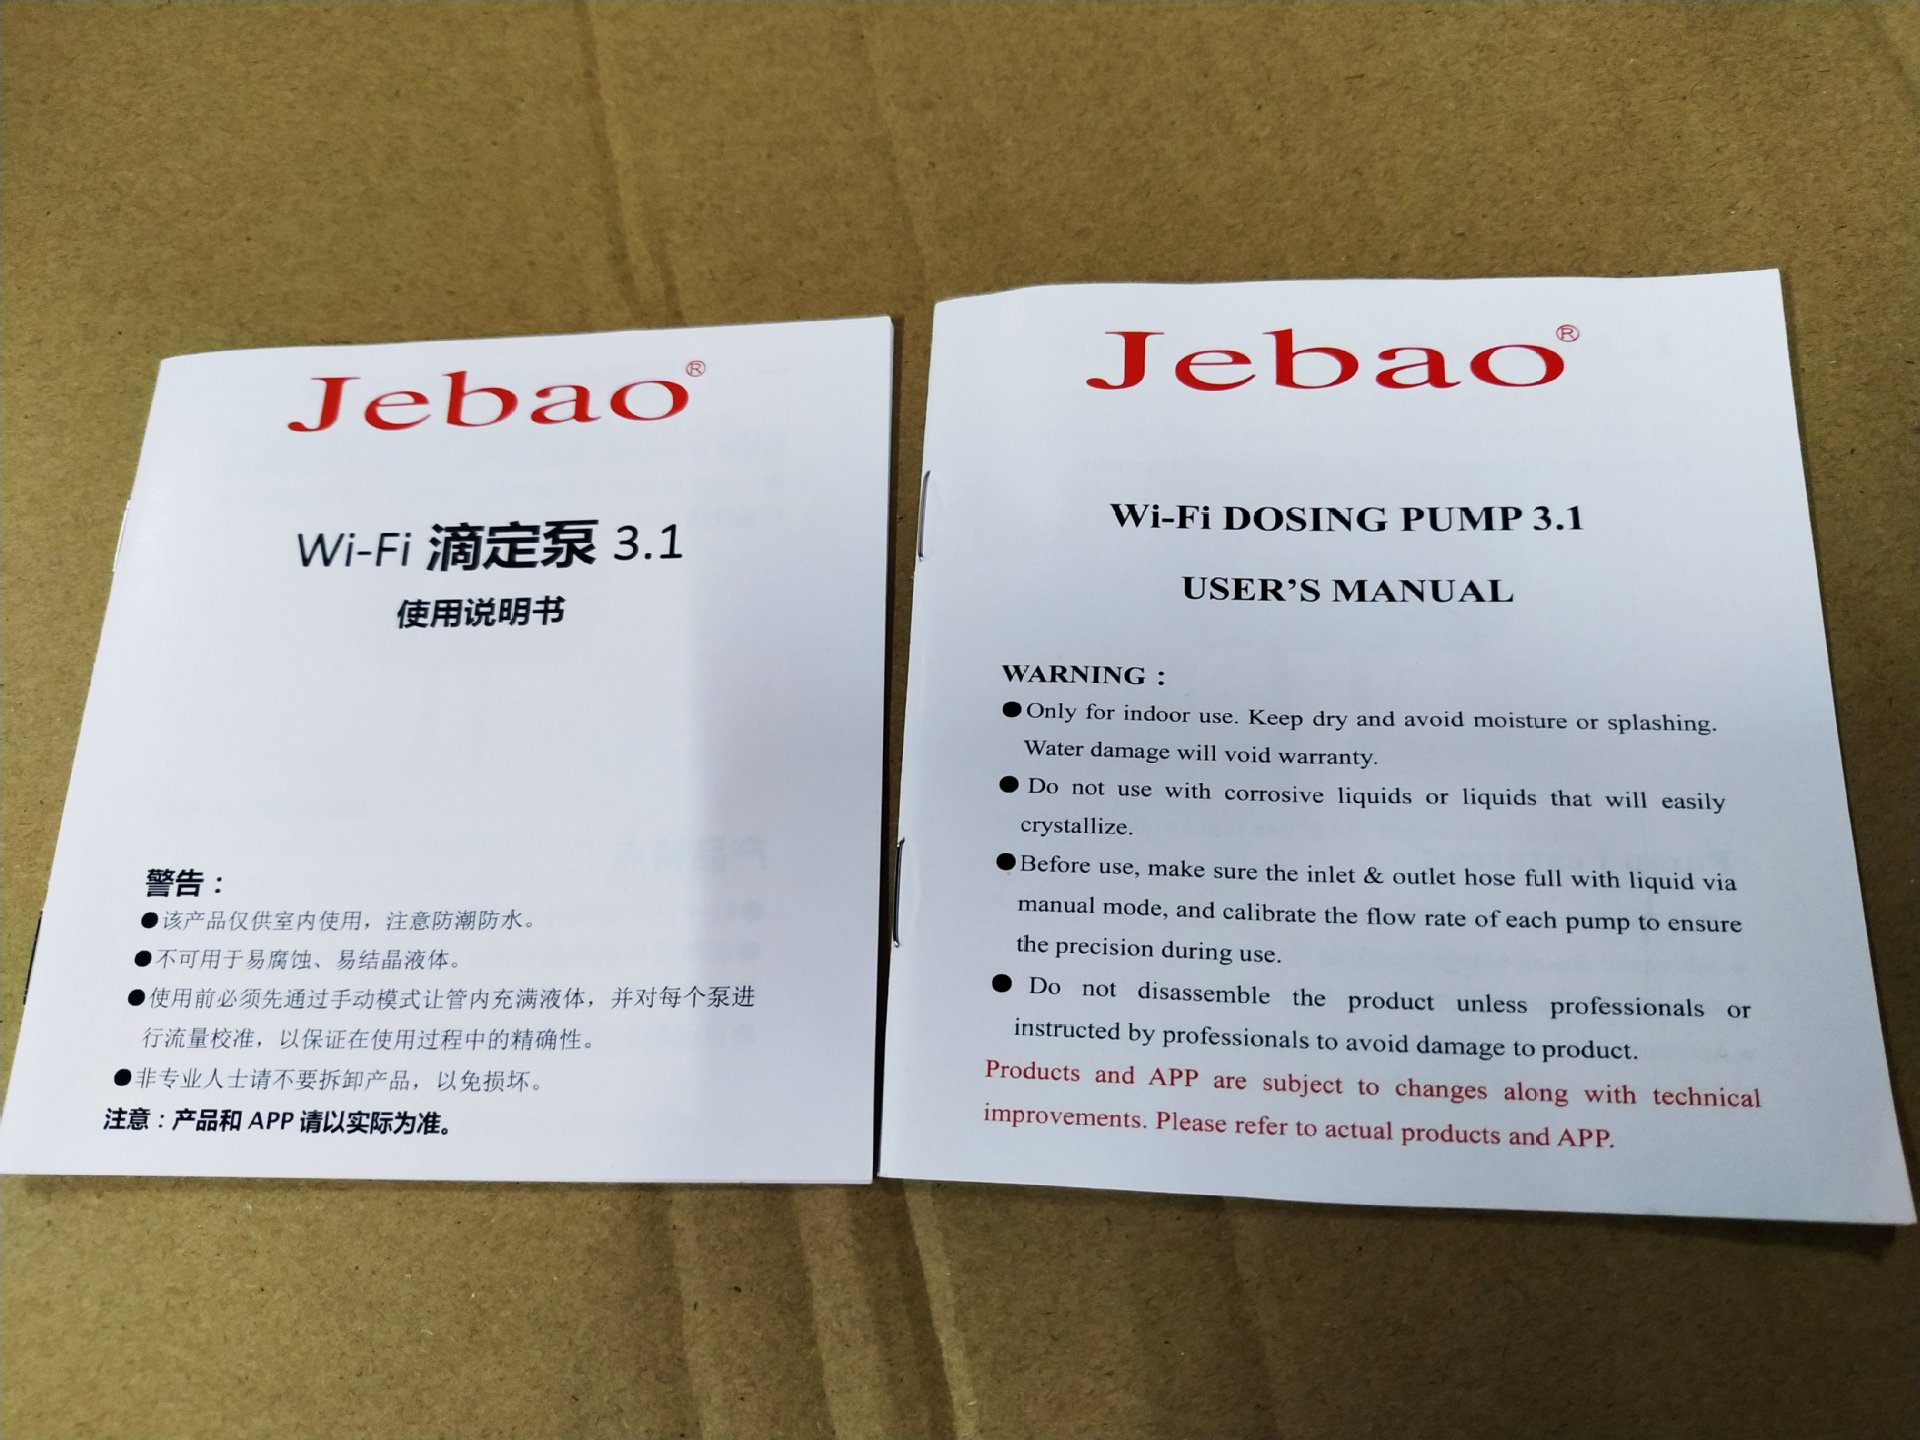 Jebao®
Wi-Fi 滴定泵 3.1
使用说明书
警告：
●该产品仅供室内使用，注意防潮防水。
●不可用于易腐蚀、易结晶液体。
●使用前必须先通过手动模式让管内充满液体，并对每个泵进
行流量校准，以保证在使用过程中的精确性。
●非专业人士请不要拆卸产品，以免损坏。
注意：产品和 APP 请以实际为准。
Jebao®
Wi-Fi DOSING PUMP 3.1
USER'S MANUAL
WARNING：
●Only for indoor use. Keep dry and avoid moisture or splashing.
Water damage will void warranty.
● Do not use with corrosive liquids or liquids that will easily
crystallize.
●Before use, make sure the inlet & outlet hose full with liquid via
manual mode, and calibrate the flow rate of each pump to ensure
the precision during use.
● Do not disassemble the product unless professionals or
instructed by professionals to avoid damage to product.
Products and APP are subject to changes along with technical
improvements. Please refer to actual products and APP.